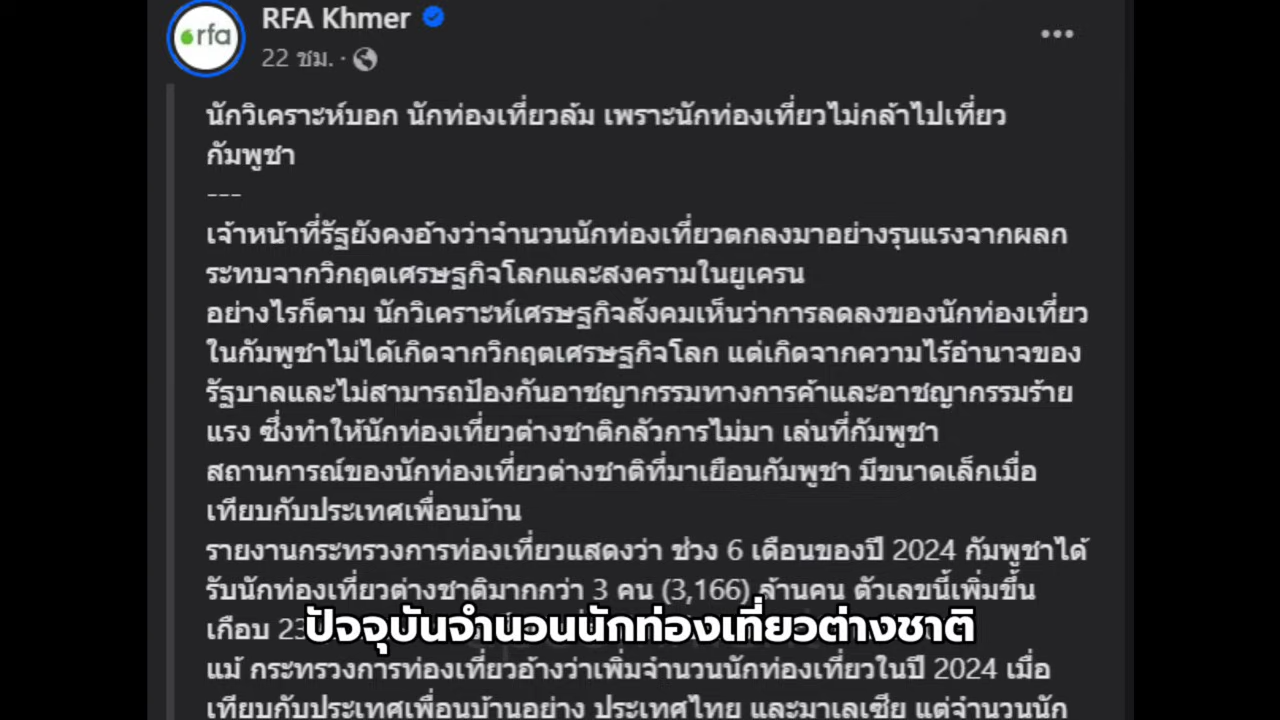 rfa
RFA Khmer
22 ชม. ·
นักวิเคราะห์บอก นักท่องเที่ยวล้ม เพราะนักท่องเที่ยวไม่กล้าไปเที่ยว
กัมพูชา
---
เจ้าหน้าที่รัฐยังคงอ้างว่าจำนวนนักท่องเที่ยวตกลงมาอย่างรุนแรงจากผลก
ระทบจากวิกฤตเศรษฐกิจโลกและสงครามในยูเครน
อย่างไรก็ตาม นักวิเคราะห์เศรษฐกิจสังคมเห็นว่าการลดลงของนักท่องเที่ยว
ในกัมพูชาไม่ได้เกิดจากวิกฤตเศรษฐกิจโลก แต่เกิดจากความไร้อำนาจของ
รัฐบาลและไม่สามารถป้องกันอาชญากรรมทางการค้าและอาชญากรรมร้าย
แรง ซึ่งทำให้นักท่องเที่ยวต่างชาติกลัวการไม่มา เล่นที่กัมพูชา
สถานการณ์ของนักท่องเที่ยวต่างชาติที่มาเยือนกัมพูชา มีขนาดเล็กเมื่อ
เทียบกับประเทศเพื่อนบ้าน
รายงานกระทรวงการท่องเที่ยวแสดงว่า ช่วง 6 เดือนของปี 2024 กัมพูชาได้
รับนักท่องเที่ยวต่างชาติมากกว่า 3 คน (3,166) ล้านคน ตัวเลขนี้เพิ่มขึ้น
เกือบ
ปัจจุบันจำนวนนักท่องเที่ยวต่างชาติ
แม้ กระทรวงการท่องเที่ยวอ้างว่าเพิ่มจำนวนนักท่องเที่ยวในปี 2024 เมื่อ
เทียบกับประเทศเพื่อนบ้านอย่าง ประเทศไทย และมาเลเซีย แต่จำนวนนัก